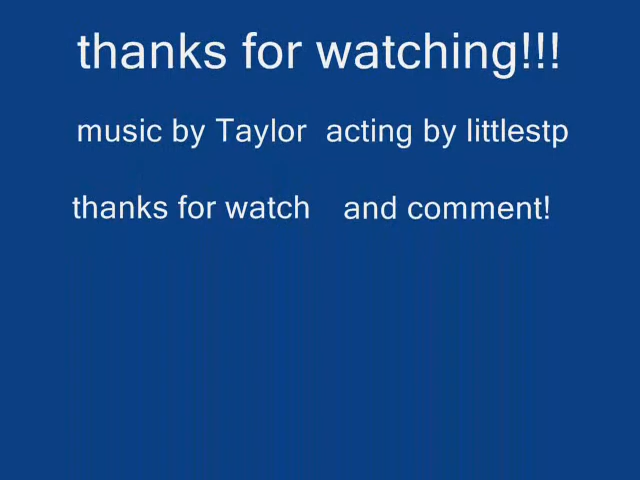 thanks for watching!!!
music by Taylor acting by littlestp
thanks for watch and comment!